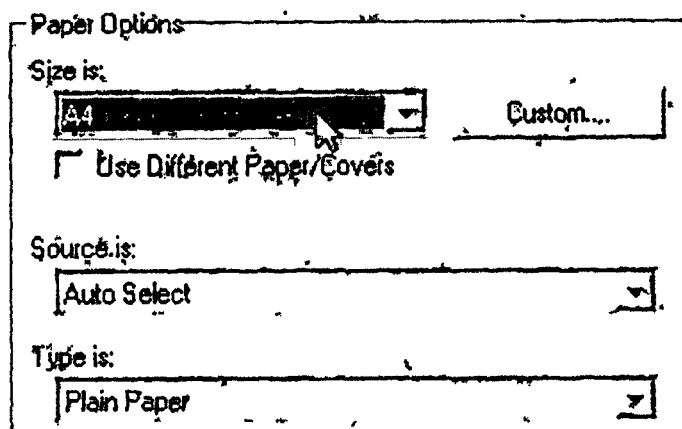 Paper Options
Size is:
A4 Custom...
Use Different Paper/Covers
Source is:
Auto Select
Type is:
Plain Paper